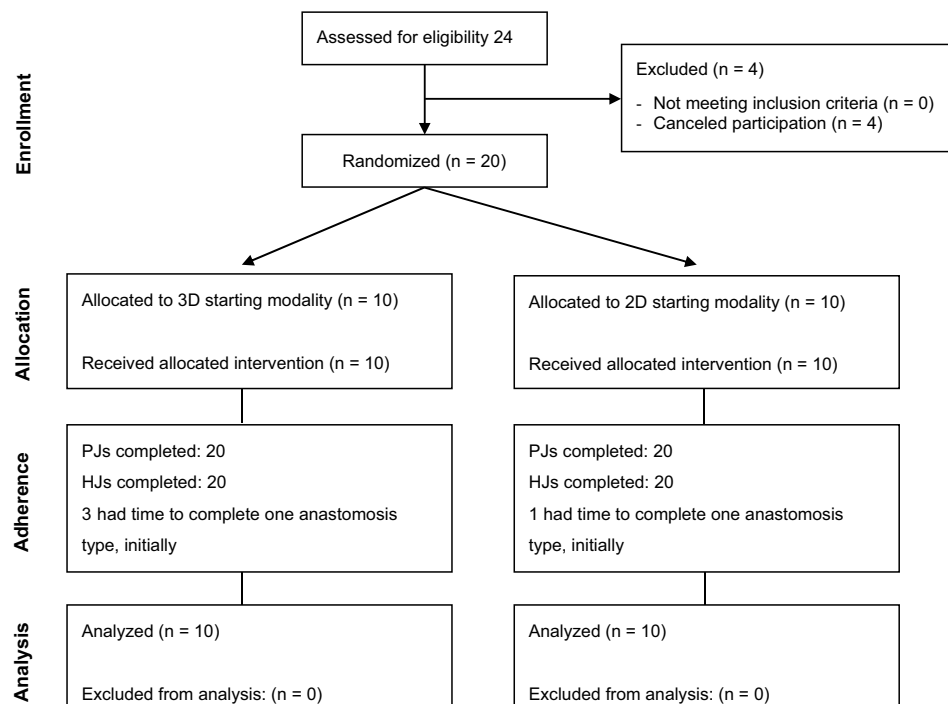 Assessed for eligibility 24
Excluded (n = 4)
- Not meeting inclusion criteria (n = 0)
- Canceled participation (n = 4)
Enrollment
Randomized (n = 20)
Allocation
Allocated to 3D starting modality (n = 10)
Received allocated intervention (n = 10)
Allocated to 2D starting modality (n = 10)
Received allocated intervention (n = 10)
Adherence
PJs completed: 20
HJs completed: 20
3 had time to complete one anastomosis
type, initially
PJs completed: 20
HJs completed: 20
1 had time to complete one anastomosis
type, initially
Analysis
Analyzed (n = 10)
Excluded from analysis: (n = 0)
Analyzed (n = 10)
Excluded from analysis: (n = 0)